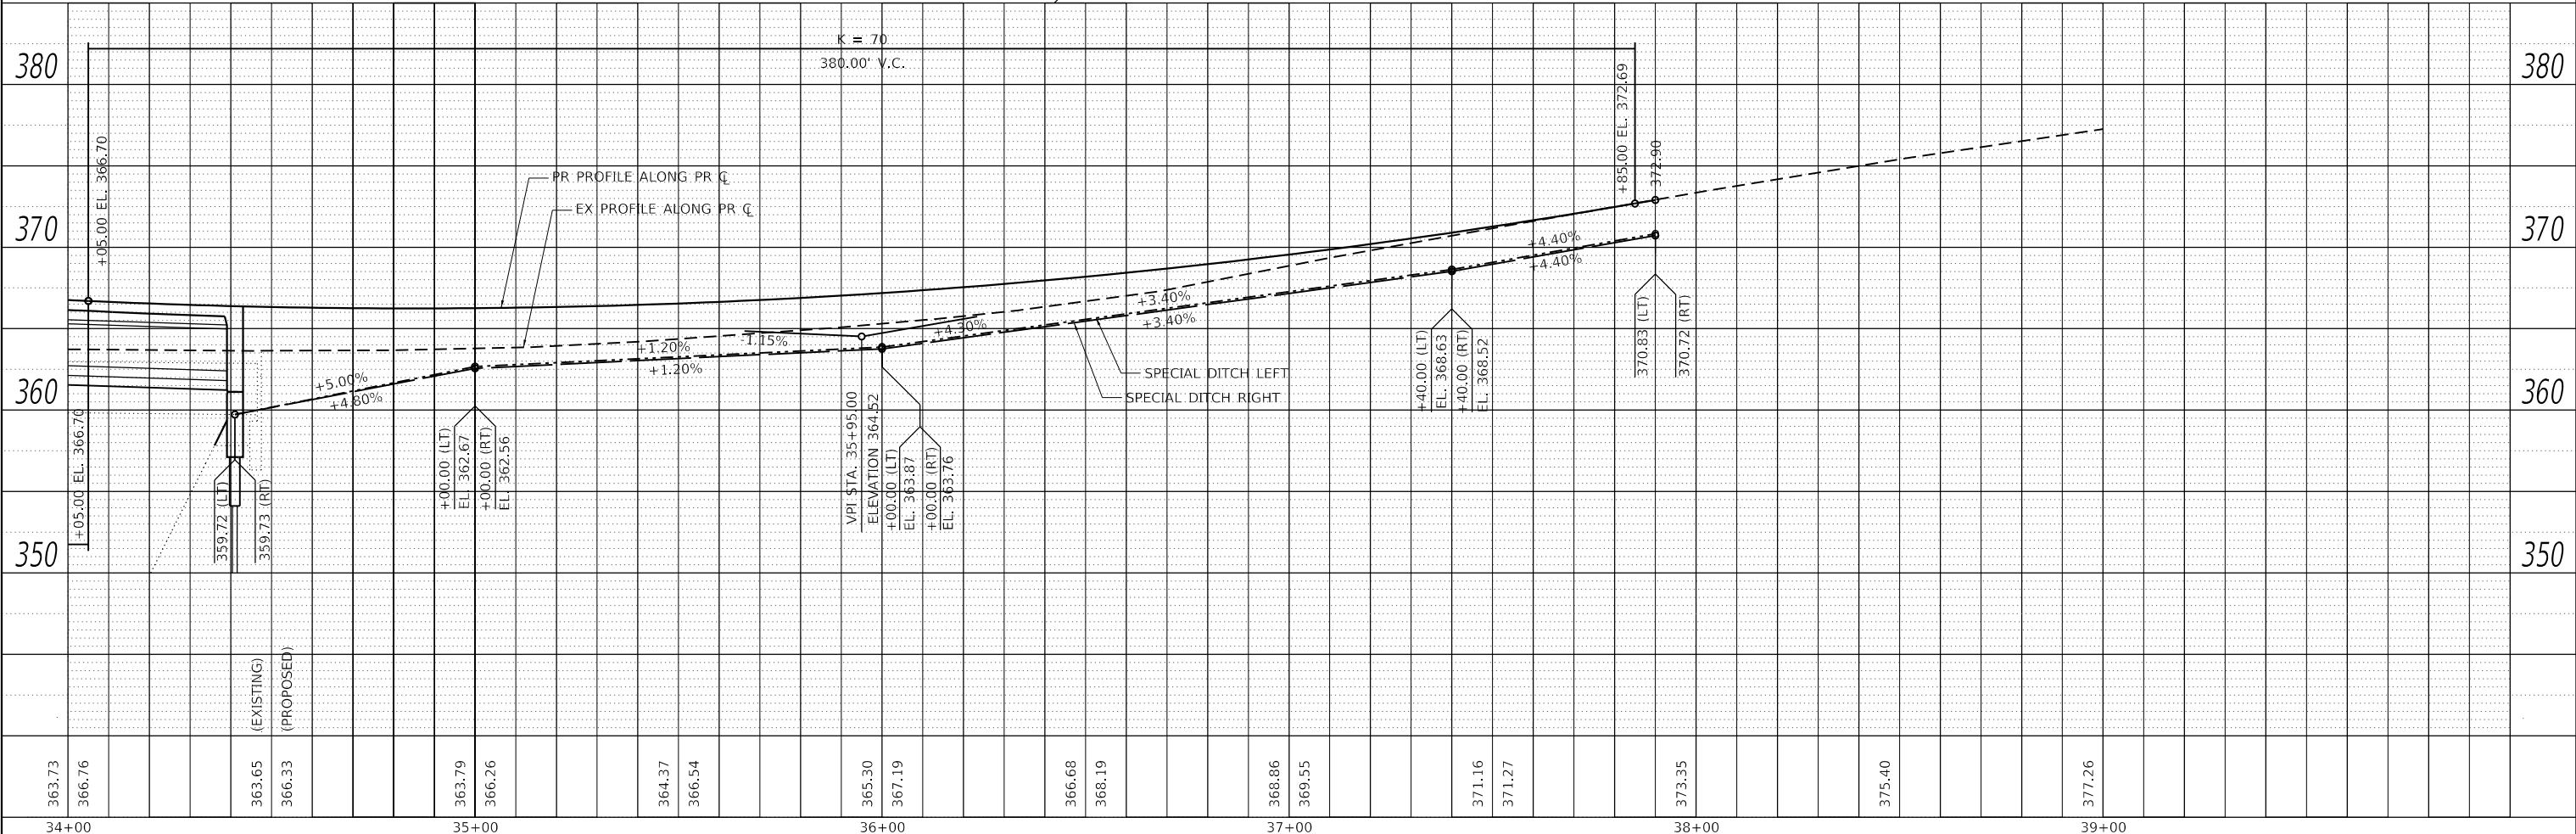 K = 70
380.00' V.C.
380
380
+05.00 EL. 366.70
+85.00 EL. 372.69
372.90
PR PROFILE ALONG PR ℄
EX PROFILE ALONG PR ℄
370
370
+4.40%
+4.40%
+3.40%
+3.40%
+4.30%
-1.15%
+1.20%
+1.20%
+5.00%
+4.80%
SPECIAL DITCH LEFT
SPECIAL DITCH RIGHT
360
360
+05.00 EL. 366.70
359.72 (LT)
359.73 (RT)
+00.00 (LT)
EL. 362.67
+00.00 (RT)
EL. 362.56
VPI STA. 35+95.00
ELEVATION 364.52
+00.00 (LT)
EL. 363.87
+00.00 (RT)
EL. 363.76
+40.00 (LT)
EL. 368.63
+40.00 (RT)
EL. 368.52
370.83 (LT)
370.72 (RT)
350
350
(EXISTING)
(PROPOSED)
363.73
366.76
363.65
366.33
363.79
366.26
364.37
366.54
365.30
367.19
366.68
368.19
368.86
369.55
371.16
371.27
373.35
375.40
377.26
34+00
35+00
36+00
37+00
38+00
39+00